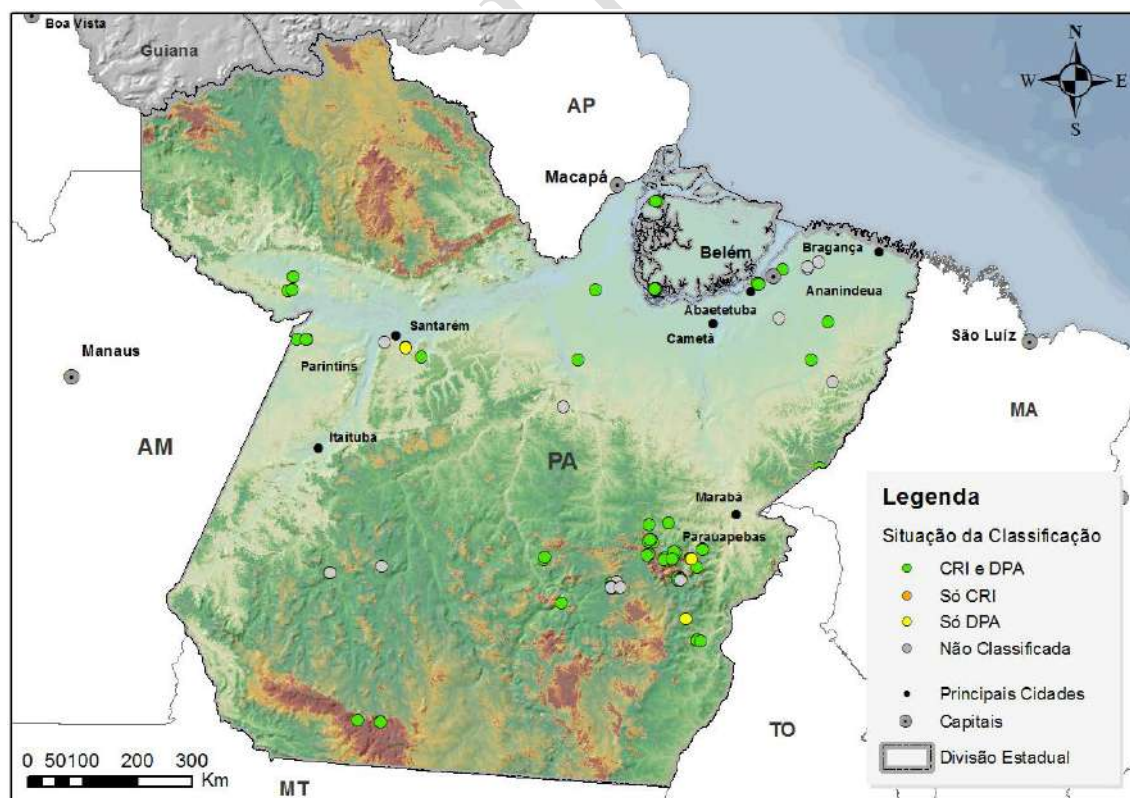 Boa Vista
Guiana
N
W
E
S
AP
Macapá
Bragança
Belém
Ananindeua
Abaetetuba
Cametá
São Luíz
Santarém
Manaus
Parintins
MA
AM
Itaituba
PA
Marabá
Parauapebas
TO
MT
Legenda
Situação da Classificação
CRI e DPA
Só CRI
Só DPA
Não Classificada
Principais Cidades
Capitais
Divisão Estadual
0 50100 200 300
Km